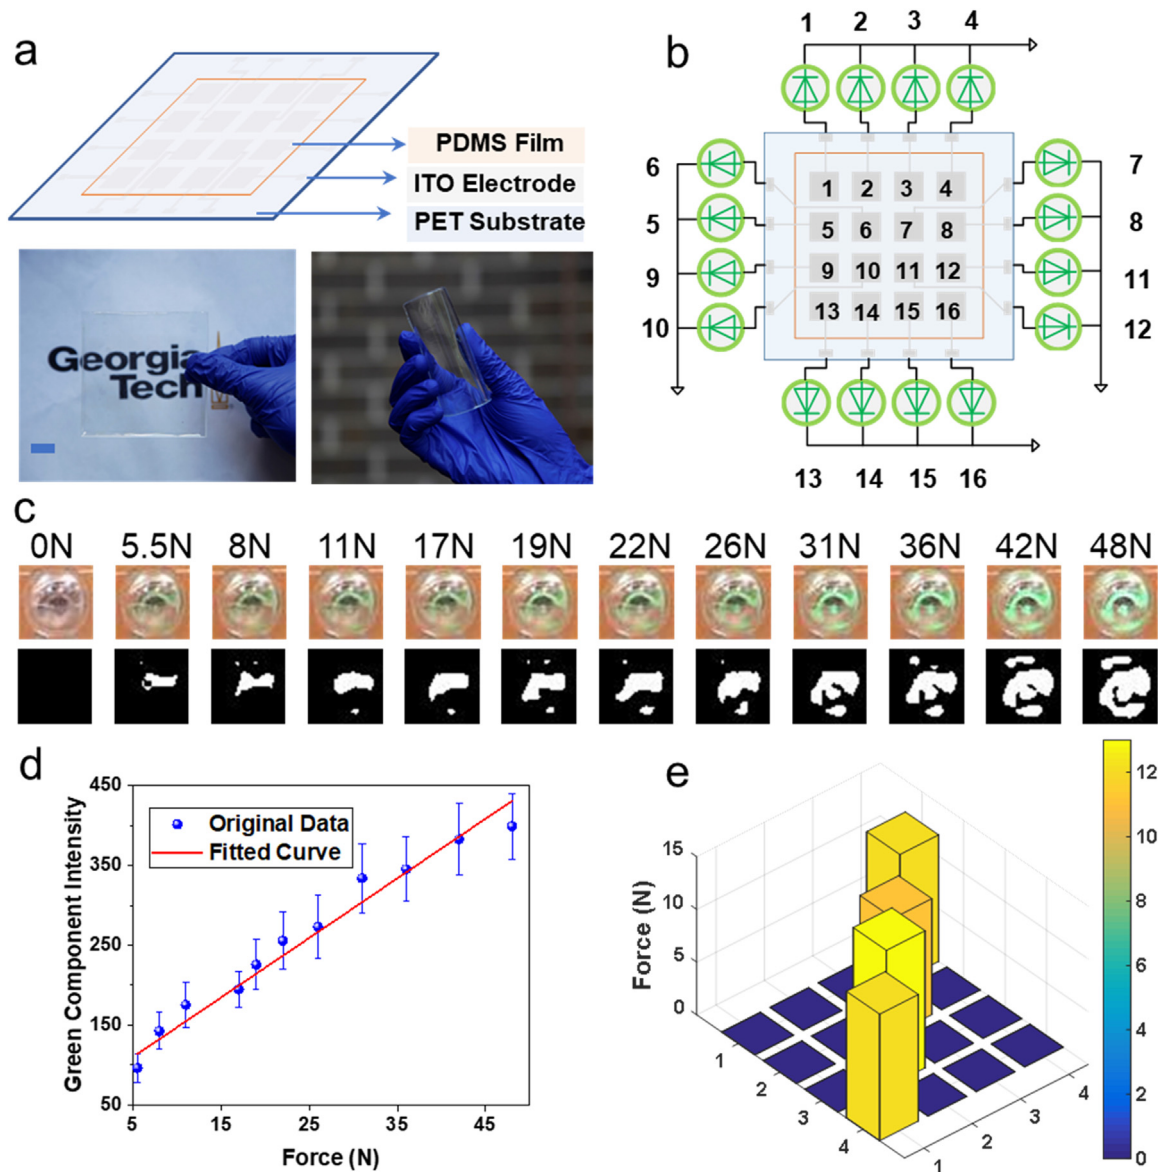 a
PDMS Film
ITO Electrode
PET Substrate
Georgia
Tech
b
1 2 3 4
6 7
5 8
9 11
10 12
1 2 3 4
5 6 7 8
9 10 11 12
13 14 15 16
13 14 15 16
c
0N 5.5N 8N 11N 17N 19N 22N 26N 31N 36N 42N 48N
d
Green Component Intensity
450
350
250
150
50
Original Data
Fitted Curve
5 15 25 35 45
Force (N)
e
Force (N)
15
10
5
0
1
2
3
4
1
2
3
4
12
10
8
6
4
2
0